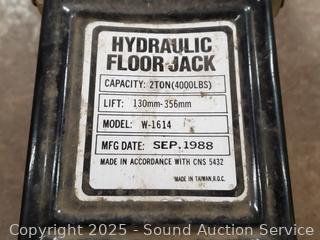 HYDRAULIC
FLOOR JACK
CAPACITY: 2TON(4000LBS)
LIFT: 130mm-356mm
MODEL: W-1614
MFG DATE: SEP, 1988
MADE IN ACCORDANCE WITH CNS 5432
MADE IN TAIWAN, R.O.C.
Copyright 2025 - Sound Auction Service